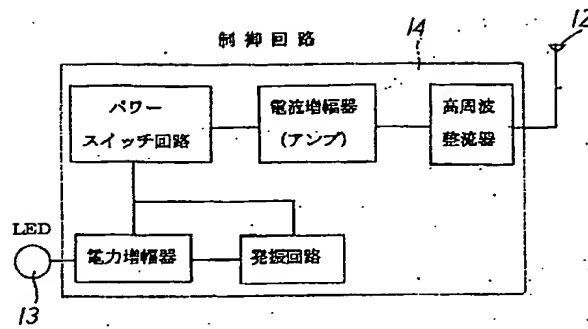 制御回路
14
12
パワー
スイッチ回路
電流増幅器
(アンプ)
高周波
整流器
LED
電力増幅器
発振回路
13